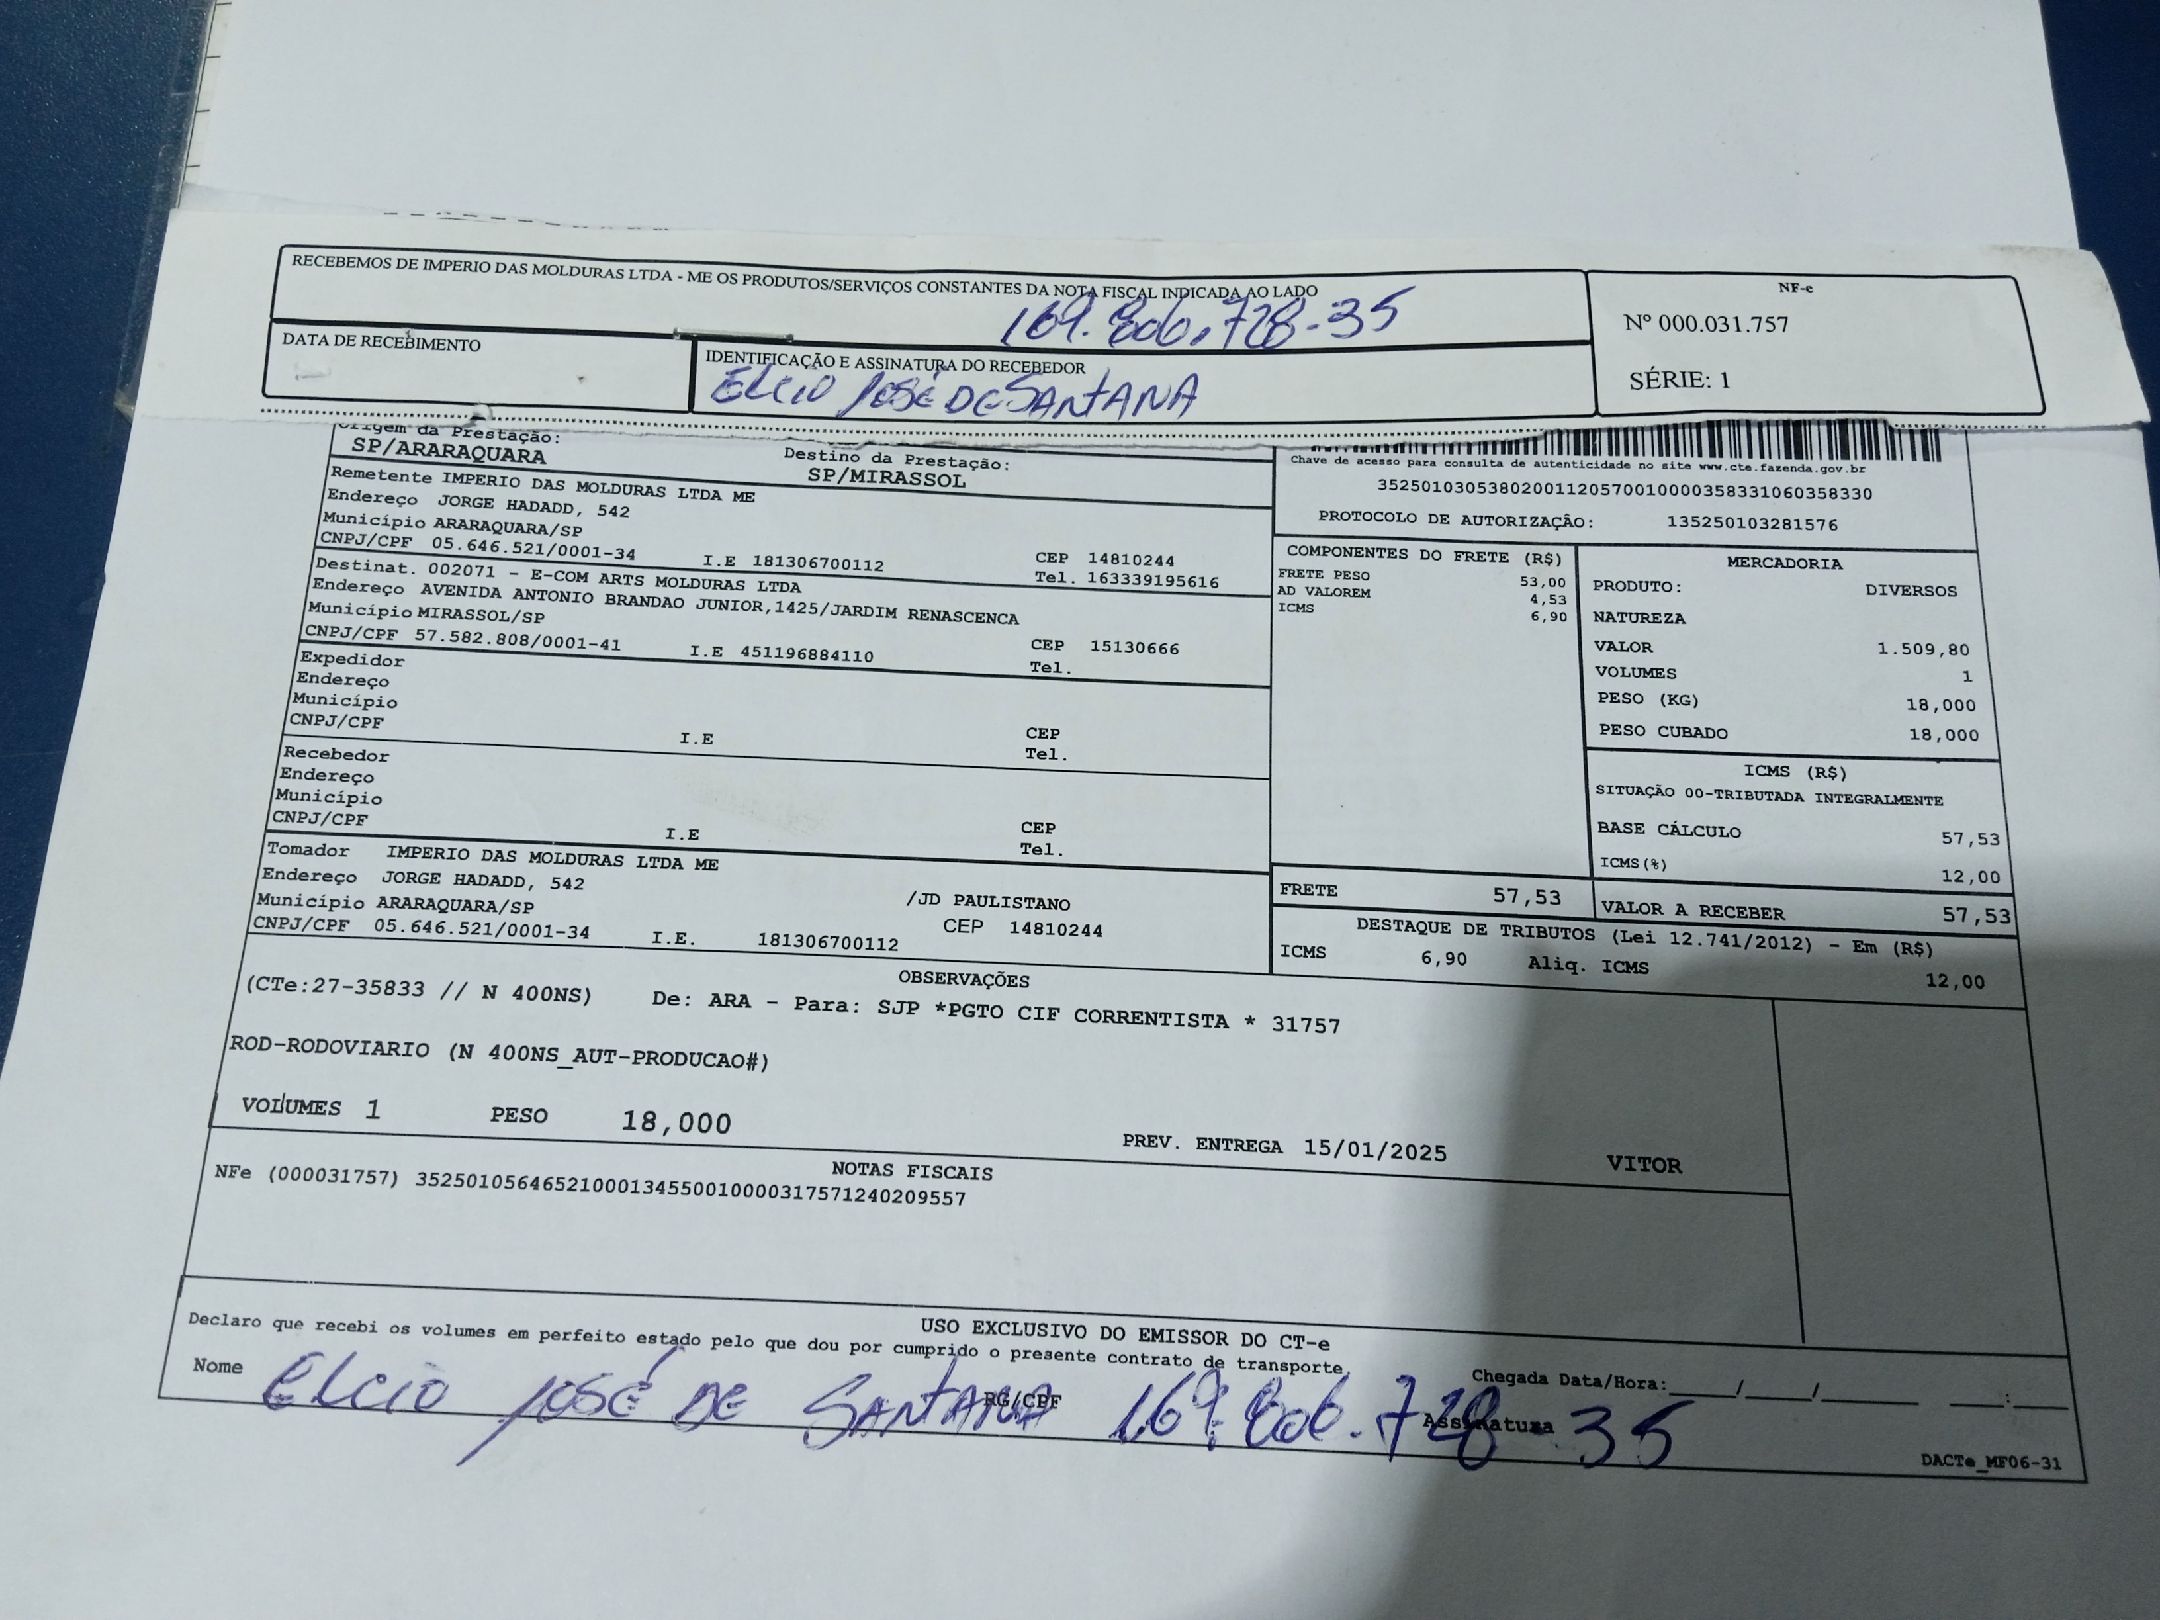 RECEBEMOS DE IMPERIO DAS MOLDURAS LTDA - ME OS PRODUTOS/SERVIÇOS CONSTANTES DA NOTA FISCAL INDICADA AO LADO
169.806.728-35
NF-e
Nº 000.031.757
SÉRIE: 1
DATA DE RECEBIMENTO
IDENTIFICAÇÃO E ASSINATURA DO RECEBEDOR
ELCIO JOSÉ DE SANTANA
Origem da Prestação:
SP/ARARAQUARA
Destino da Prestação:
SP/MIRASSOL
Remetente IMPERIO DAS MOLDURAS LTDA ME
Endereço JORGE HADADD, 542
Município ARARAQUARA/SP
CNPJ/CPF 05.646.521/0001-34 I.E 181306700112 CEP 14810244
Tel. 163339195616
Destinat. 002071 - E-COM ARTS MOLDURAS LTDA
Endereço AVENIDA ANTONIO BRANDAO JUNIOR,1425/JARDIM RENASCENCA
Município MIRASSOL/SP
CNPJ/CPF 57.582.808/0001-41 I.E 451196884110 CEP 15130666
Tel.
Expedidor
Endereço
Município
CNPJ/CPF I.E CEP
Tel.
Recebedor
Endereço
Município
CNPJ/CPF I.E CEP
Tel.
Tomador IMPERIO DAS MOLDURAS LTDA ME
Endereço JORGE HADADD, 542 /JD PAULISTANO
Município ARARAQUARA/SP CEP 14810244
CNPJ/CPF 05.646.521/0001-34 I.E. 181306700112
Chave de acesso para consulta de autenticidade no site www.cte.fazenda.gov.br
35250103053802001120570010000358331060358330
PROTOCOLO DE AUTORIZAÇÃO: 135250103281576
COMPONENTES DO FRETE (R$)
FRETE PESO 53,00
AD VALOREM 4,53
ICMS 6,90
MERCADORIA
PRODUTO: DIVERSOS
NATUREZA
VALOR 1.509,80
VOLUMES 1
PESO (KG) 18,000
PESO CUBADO 18,000
ICMS (R$)
SITUAÇÃO 00-TRIBUTADA INTEGRALMENTE
BASE CÁLCULO 57,53
ICMS(%) 12,00
FRETE 57,53
VALOR A RECEBER 57,53
DESTAQUE DE TRIBUTOS (Lei 12.741/2012) - Em (R$)
ICMS 6,90 Aliq. ICMS 12,00
OBSERVAÇÕES
(CTe:27-35833 // N 400NS) De: ARA - Para: SJP *PGTO CIF CORRENTISTA * 31757
ROD-RODOVIARIO (N 400NS_AUT-PRODUCAO#)
VOLUMES 1 PESO 18,000 PREV. ENTREGA 15/01/2025 VITOR
NOTAS FISCAIS
NFe (000031757) 35250105646521000134550010000317571240209557
USO EXCLUSIVO DO EMISSOR DO CT-e
Declaro que recebi os volumes em perfeito estado pelo que dou por cumprido o presente contrato de transporte.
Chegada Data/Hora:_____/_____/_______ ____:____
Nome ELCIO JOSÉ DE SANTANA RG/CPF 169.806.728 35 Assinatura
DACTe_MF06-31